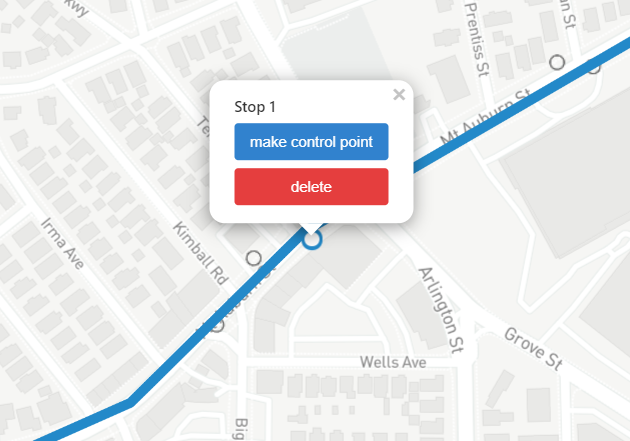 kwy
Prentiss St
an St
×
Stop 1
make control point
delete
Mt Auburn St
Te
Irma Ave
Kimball Rd
Arlington St
Grove St
Wells Ave
Big